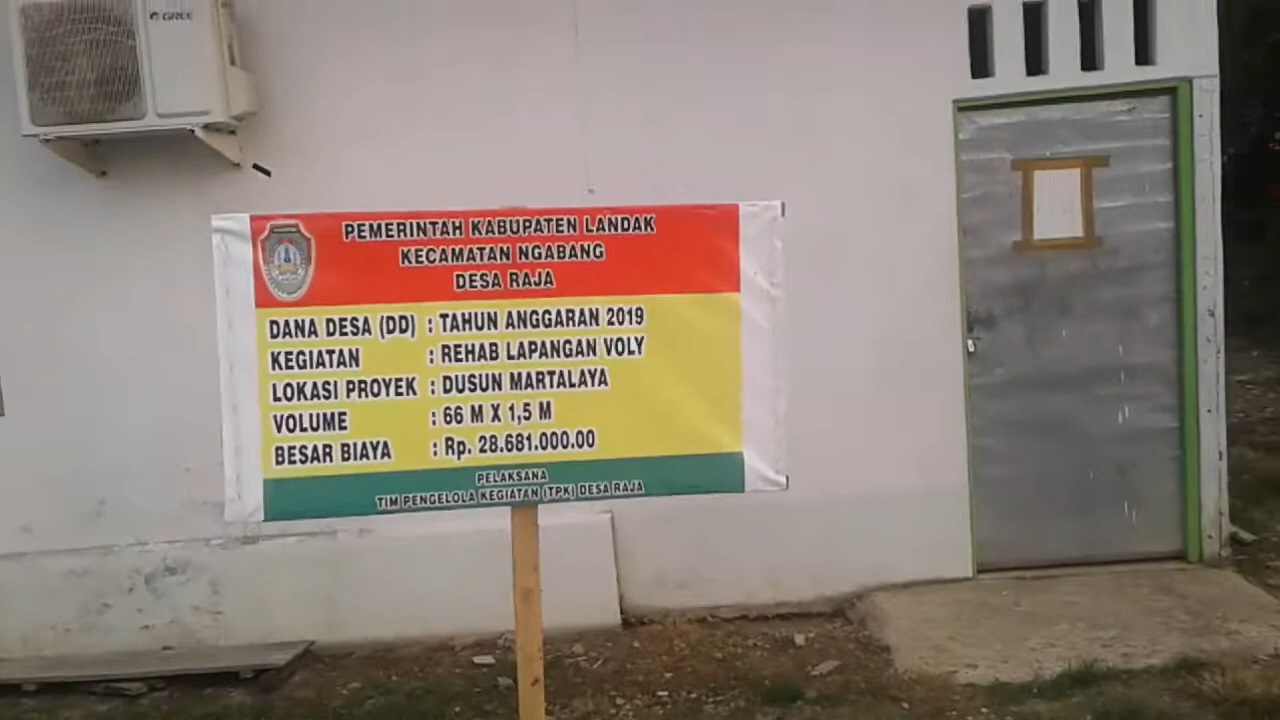 GREE
PEMERINTAH KABUPATEN LANDAK
KECAMATAN NGABANG
DESA RAJA
DANA DESA (DD) : TAHUN ANGGARAN 2019
KEGIATAN : REHAB LAPANGAN VOLY
LOKASI PROYEK : DUSUN MARTALAYA
VOLUME : 66 M X 1,5 M
BESAR BIAYA : Rp. 28.681.000.00
PELAKSANA
TIM PENGELOLA KEGIATAN (TPK) DESA RAJA